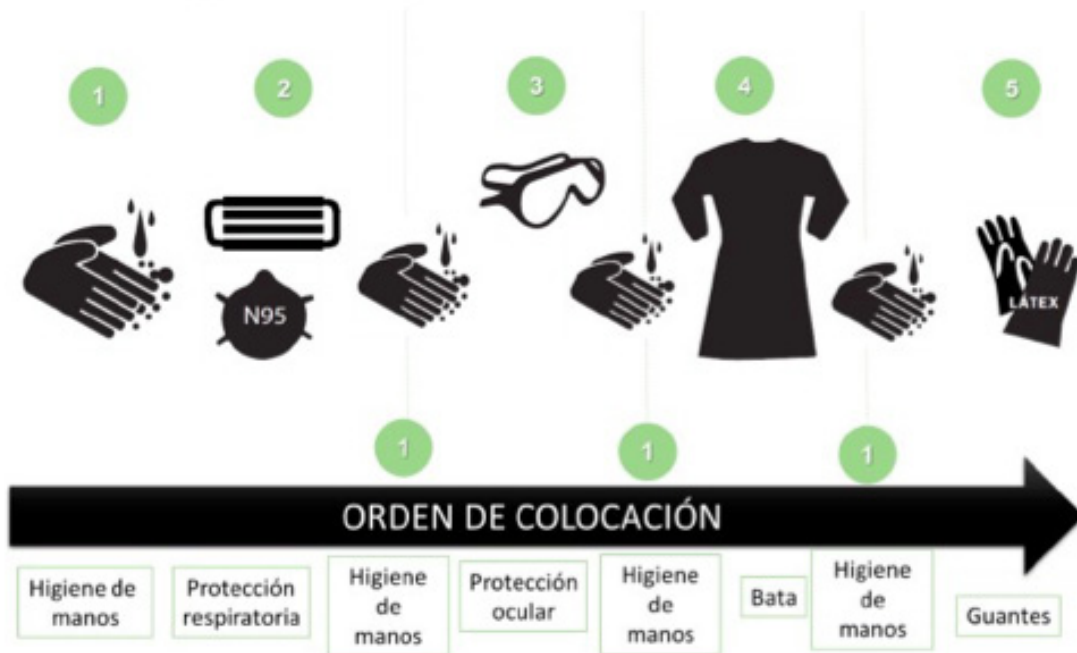 1
2
3
4
5
N95
LÁTEX
1
1
1
ORDEN DE COLOCACIÓN
Higiene de
manos
Protección
respiratoria
Higiene
de
manos
Protección
ocular
Higiene
de
manos
Bata
Higiene
de
manos
Guantes